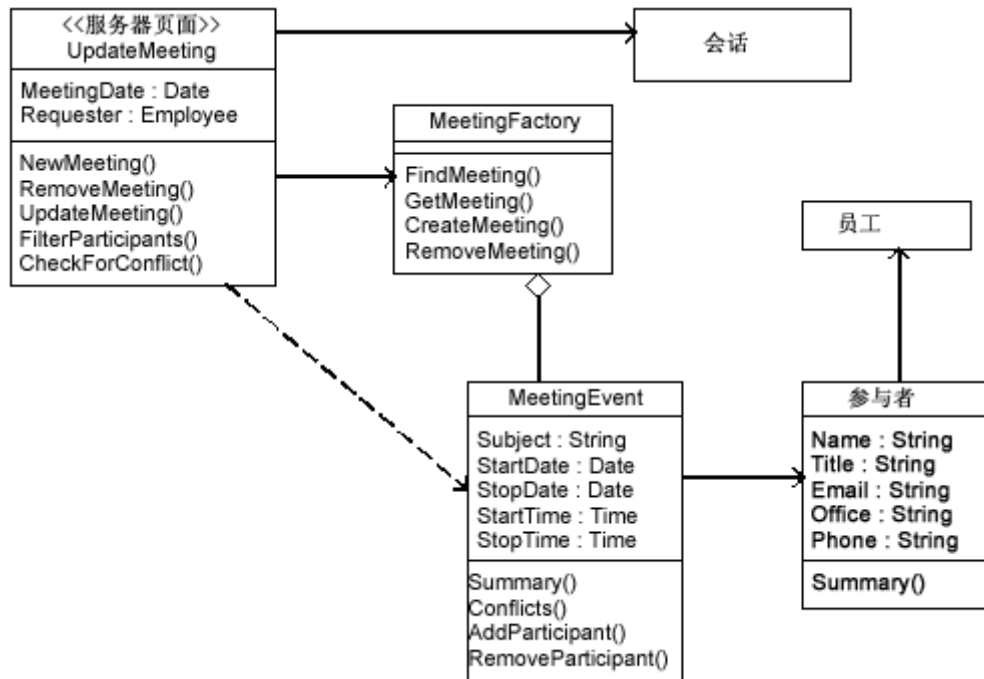 <<服务器页面>>
UpdateMeeting
MeetingDate : Date
Requester : Employee
NewMeeting()
RemoveMeeting()
UpdateMeeting()
FilterParticipants()
CheckForConflict()
会话
MeetingFactory
FindMeeting()
GetMeeting()
CreateMeeting()
RemoveMeeting()
员工
MeetingEvent
Subject : String
StartDate : Date
StopDate : Date
StartTime : Time
StopTime : Time
Summary()
Conflicts()
AddParticipant()
RemoveParticipant()
参与者
Name : String
Title : String
Email : String
Office : String
Phone : String
Summary()